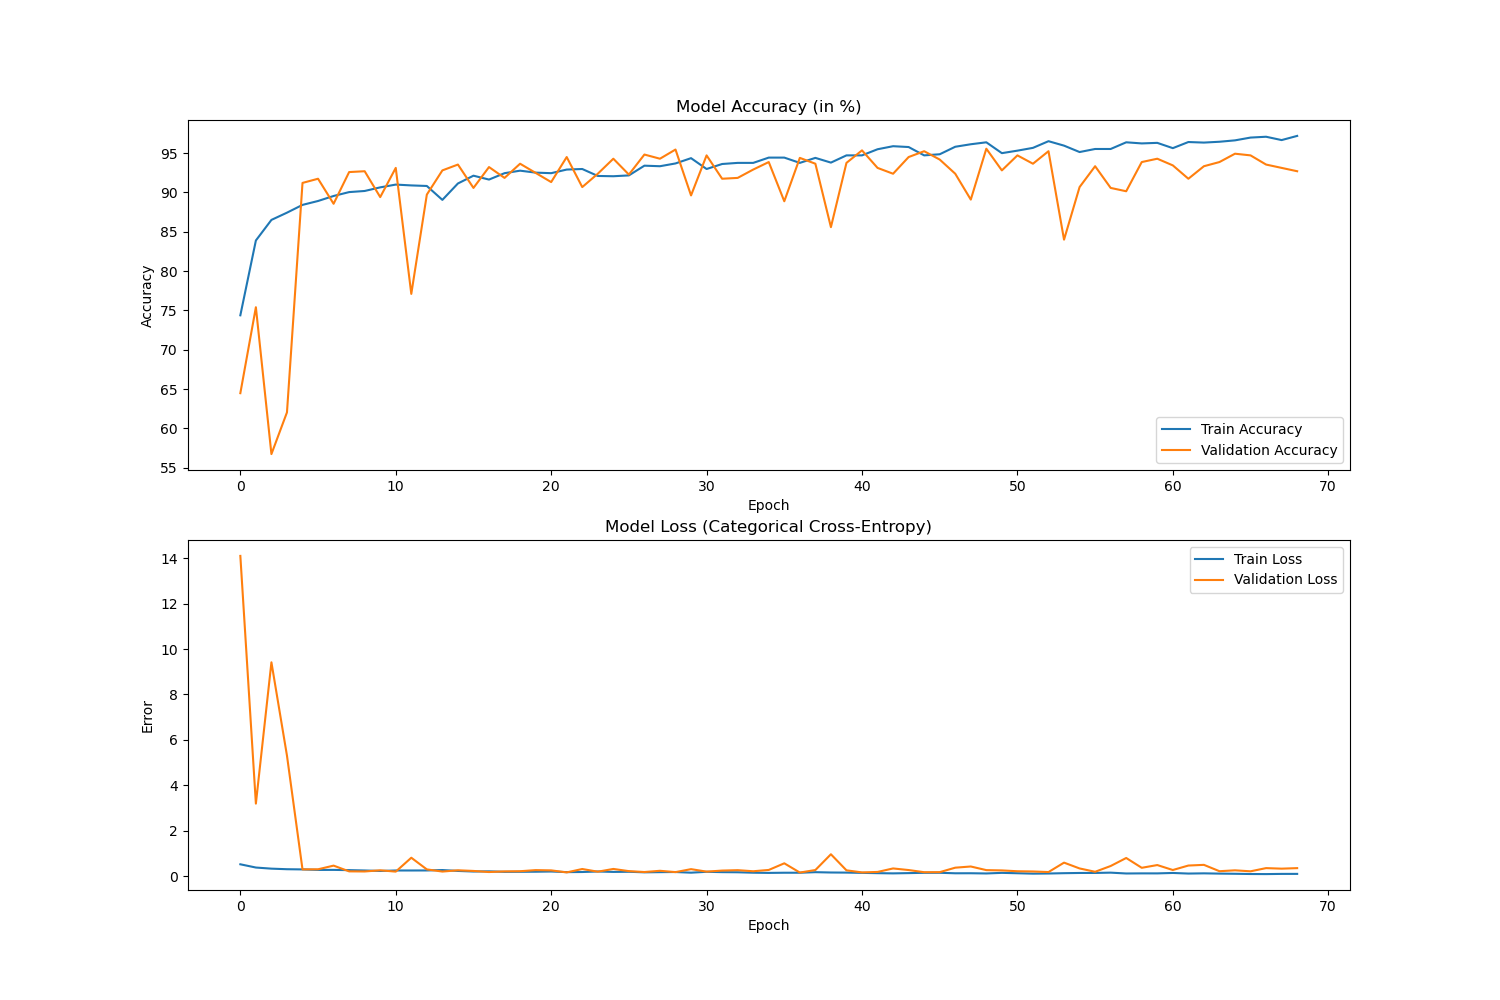 Model Accuracy (in %)
95
90
85
80
75
70
65
60
55
Accuracy
Train Accuracy
Validation Accuracy
0 10 20 30 40 50 60 70
Epoch
Model Loss (Categorical Cross-Entropy)
14
12
10
8
6
4
2
0
Error
Train Loss
Validation Loss
0 10 20 30 40 50 60 70
Epoch